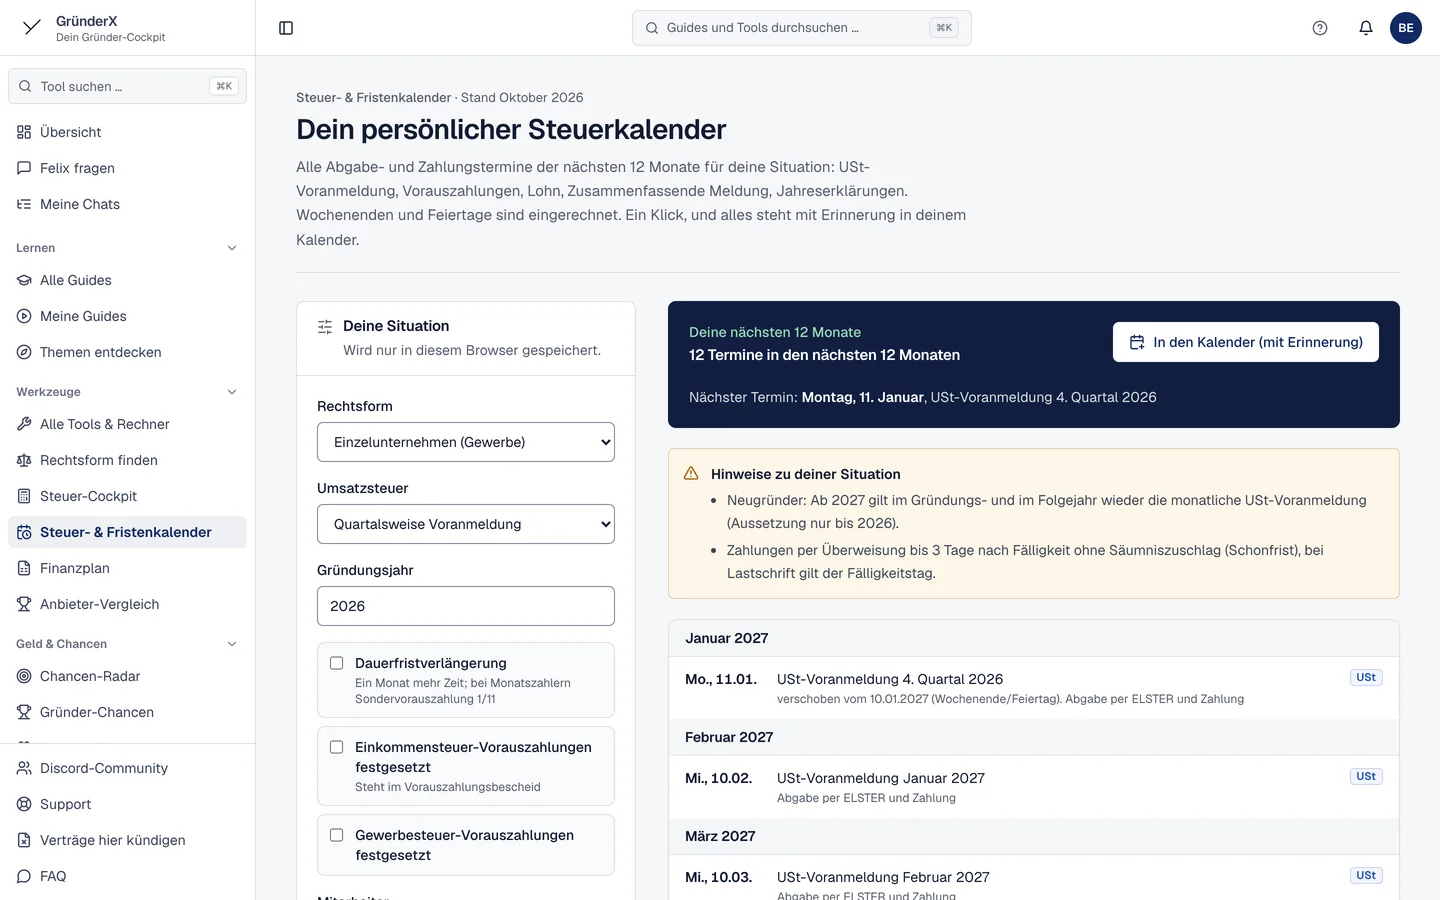 GründerX
Dein Gründer-Cockpit
Guides und Tools durchsuchen …
⌘K
BE
Tool suchen …
⌘K
Übersicht
Felix fragen
Meine Chats
Lernen
Alle Guides
Meine Guides
Themen entdecken
Werkzeuge
Alle Tools & Rechner
Rechtsform finden
Steuer-Cockpit
Steuer- & Fristenkalender
Finanzplan
Anbieter-Vergleich
Geld & Chancen
Chancen-Radar
Gründer-Chancen
Discord-Community
Support
Verträge hier kündigen
FAQ
Steuer- & Fristenkalender · Stand Oktober 2026
Dein persönlicher Steuerkalender
Alle Abgabe- und Zahlungstermine der nächsten 12 Monate für deine Situation: USt-
Voranmeldung, Vorauszahlungen, Lohn, Zusammenfassende Meldung, Jahreserklärungen.
Wochenenden und Feiertage sind eingerechnet. Ein Klick, und alles steht mit Erinnerung in deinem
Kalender.
Deine Situation
Wird nur in diesem Browser gespeichert.
Rechtsform
Einzelunternehmen (Gewerbe)
Umsatzsteuer
Quartalsweise Voranmeldung
Gründungsjahr
2026
Dauerfristverlängerung
Ein Monat mehr Zeit; bei Monatszahlern
Sondervorauszahlung 1/11
Einkommensteuer-Vorauszahlungen
festgesetzt
Steht im Vorauszahlungsbescheid
Gewerbesteuer-Vorauszahlungen
festgesetzt
Mitarbeiter
Deine nächsten 12 Monate
12 Termine in den nächsten 12 Monaten
In den Kalender (mit Erinnerung)
Nächster Termin: Montag, 11. Januar, USt-Voranmeldung 4. Quartal 2026
Hinweise zu deiner Situation
• Neugründer: Ab 2027 gilt im Gründungs- und im Folgejahr wieder die monatliche USt-Voranmeldung
(Aussetzung nur bis 2026).
• Zahlungen per Überweisung bis 3 Tage nach Fälligkeit ohne Säumniszuschlag (Schonfrist), bei
Lastschrift gilt der Fälligkeitstag.
Januar 2027
Mo., 11.01. USt-Voranmeldung 4. Quartal 2026 USt
verschoben vom 10.01.2027 (Wochenende/Feiertag). Abgabe per ELSTER und Zahlung
Februar 2027
Mi., 10.02. USt-Voranmeldung Januar 2027 USt
Abgabe per ELSTER und Zahlung
März 2027
Mi., 10.03. USt-Voranmeldung Februar 2027 USt
Abgabe per ELSTER und Zahlung